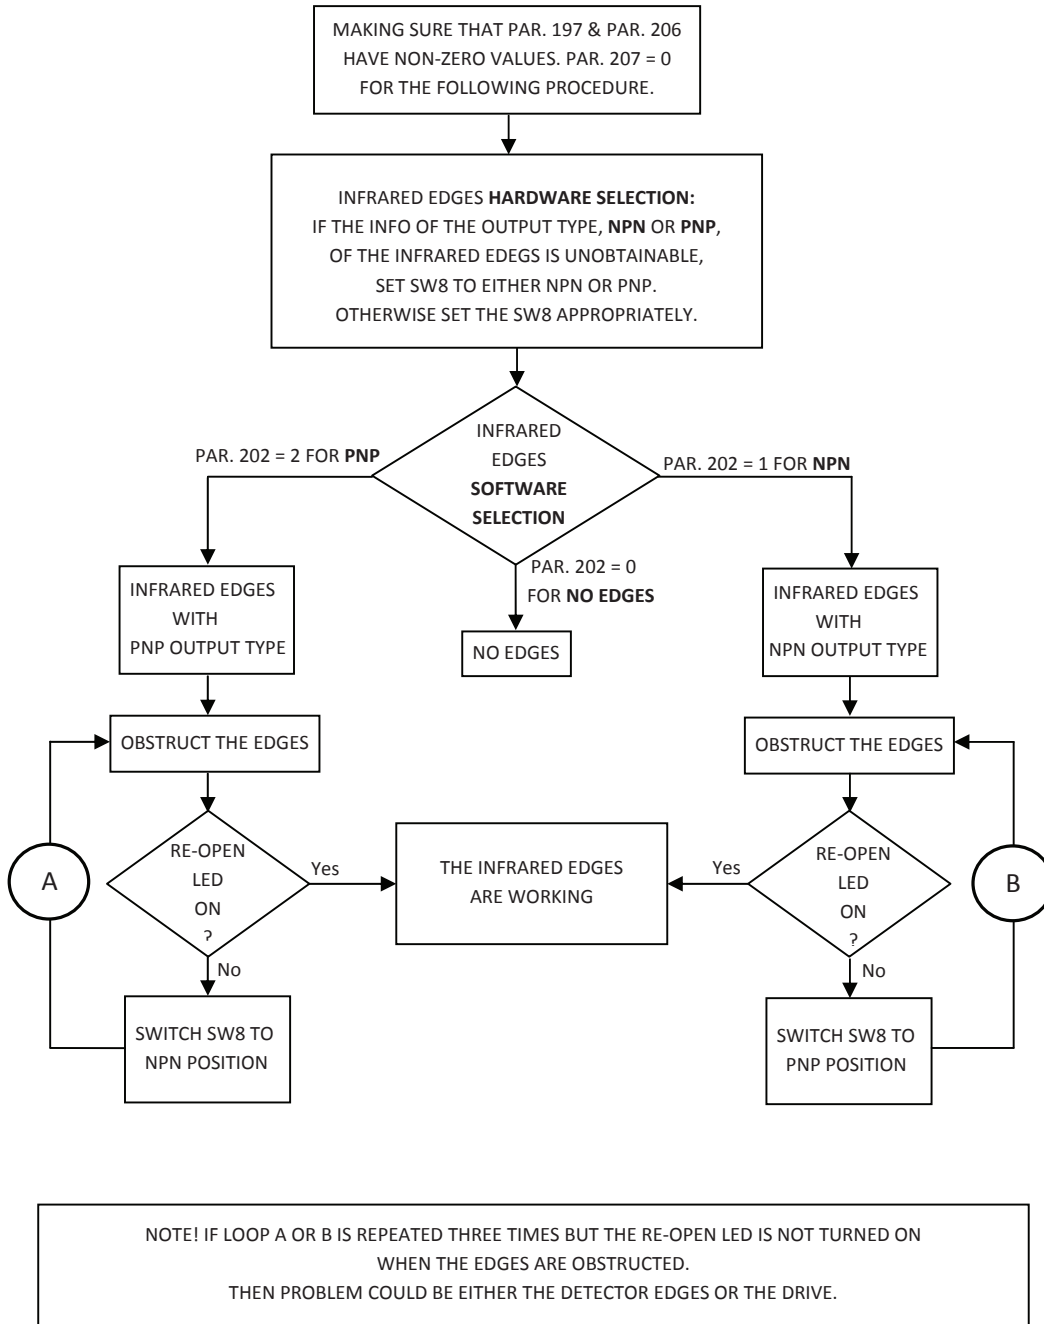 MAKING SURE THAT PAR. 197 & PAR. 206
HAVE NON-ZERO VALUES. PAR. 207 = 0
FOR THE FOLLOWING PROCEDURE.
INFRARED EDGES HARDWARE SELECTION:
IF THE INFO OF THE OUTPUT TYPE, NPN OR PNP,
OF THE INFRARED EDEGS IS UNOBTAINABLE,
SET SW8 TO EITHER NPN OR PNP.
OTHERWISE SET THE SW8 APPROPRIATELY.
INFRARED
EDGES
SOFTWARE
SELECTION
PAR. 202 = 2 FOR PNP
PAR. 202 = 1 FOR NPN
PAR. 202 = 0
FOR NO EDGES
INFRARED EDGES
WITH
PNP OUTPUT TYPE
NO EDGES
INFRARED EDGES
WITH
NPN OUTPUT TYPE
OBSTRUCT THE EDGES
OBSTRUCT THE EDGES
A
RE-OPEN
LED
ON
?
Yes
THE INFRARED EDGES
ARE WORKING
Yes
RE-OPEN
LED
ON
?
B
No
No
SWITCH SW8 TO
NPN POSITION
SWITCH SW8 TO
PNP POSITION
NOTE! IF LOOP A OR B IS REPEATED THREE TIMES BUT THE RE-OPEN LED IS NOT TURNED ON
WHEN THE EDGES ARE OBSTRUCTED.
THEN PROBLEM COULD BE EITHER THE DETECTOR EDGES OR THE DRIVE.